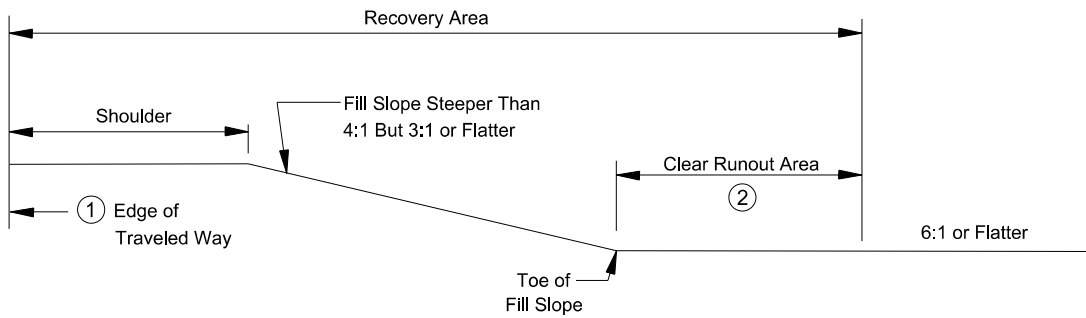 Recovery Area
Shoulder
Fill Slope Steeper Than
4:1 But 3:1 or Flatter
Clear Runout Area
2
1 Edge of
Traveled Way
6:1 or Flatter
Toe of
Fill Slope